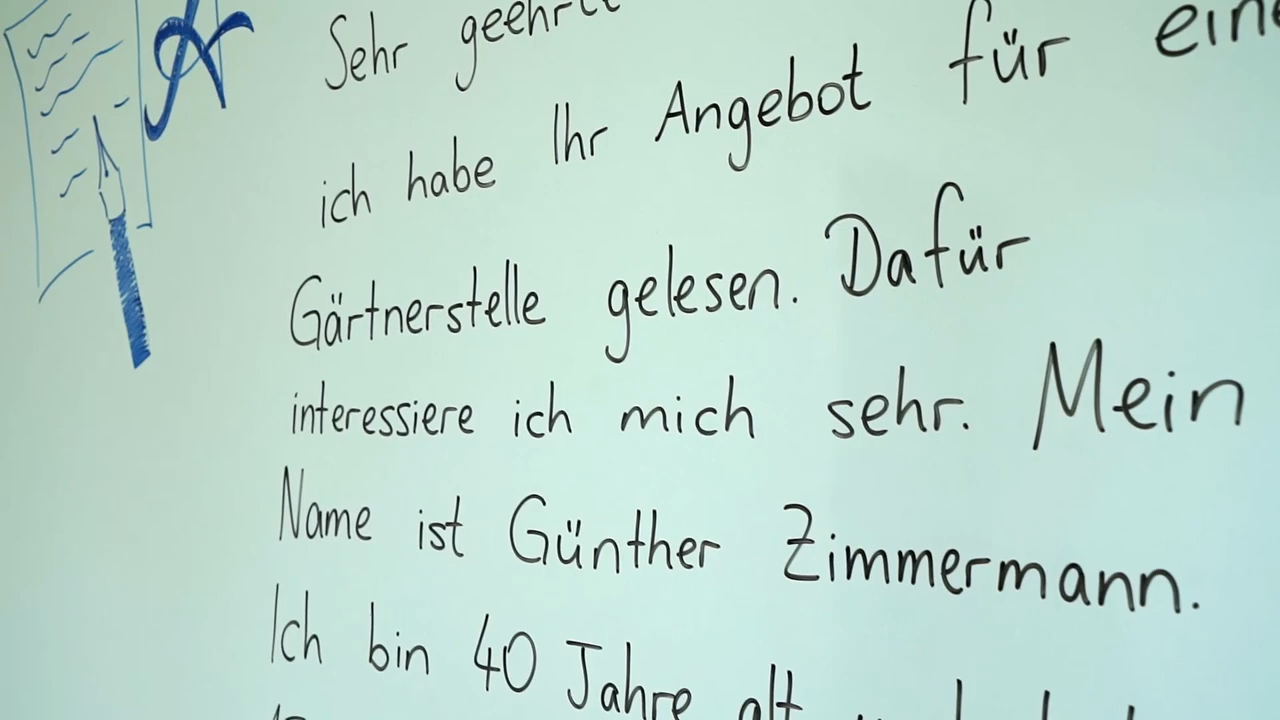 Sehr
ich habe Ihr Angebot für
Gärtnerstelle gelesen. Dafür
interessiere ich mich sehr. Mein
Name ist Günther Zimmermann.
Ich bin 40 Jahre alt